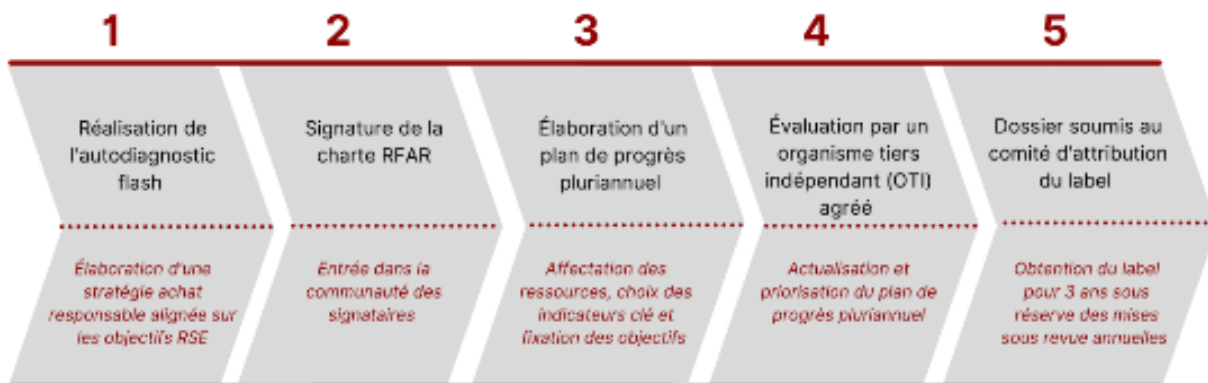 1
2
3
4
5
Réalisation de
l'autodiagnostic
flash
Signature de la
charte RFAR
Élaboration d'un
plan de progrès
pluriannuel
Évaluation par un
organisme tiers
indépendant (OTI)
agréé
Dossier soumis au
comité d'attribution
du label
Élaboration d'une
stratégie achat
responsable alignée sur
les objectifs RSE
Entrée dans la
communauté des
signataires
Affectation des
ressources, choix des
indicateurs clé et
fixation des objectifs
Actualisation et
priorisation du plan de
progrès pluriannuel
Obtention du label
pour 3 ans sous
réserve des mises
sous revue annuelles